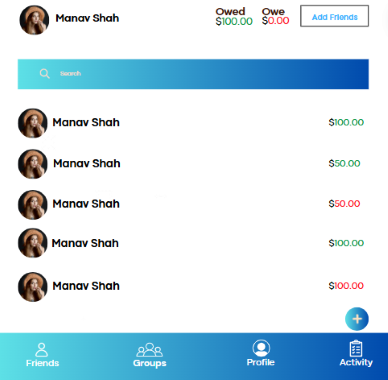 Manav Shah
Owed Owe
$100.00 $0.00
Add Friends
Search
Manav Shah $100.00
Manav Shah $50.00
Manav Shah $50.00
Manav Shah $100.00
Manav Shah $100.00
+
Friends Groups Profile Activity